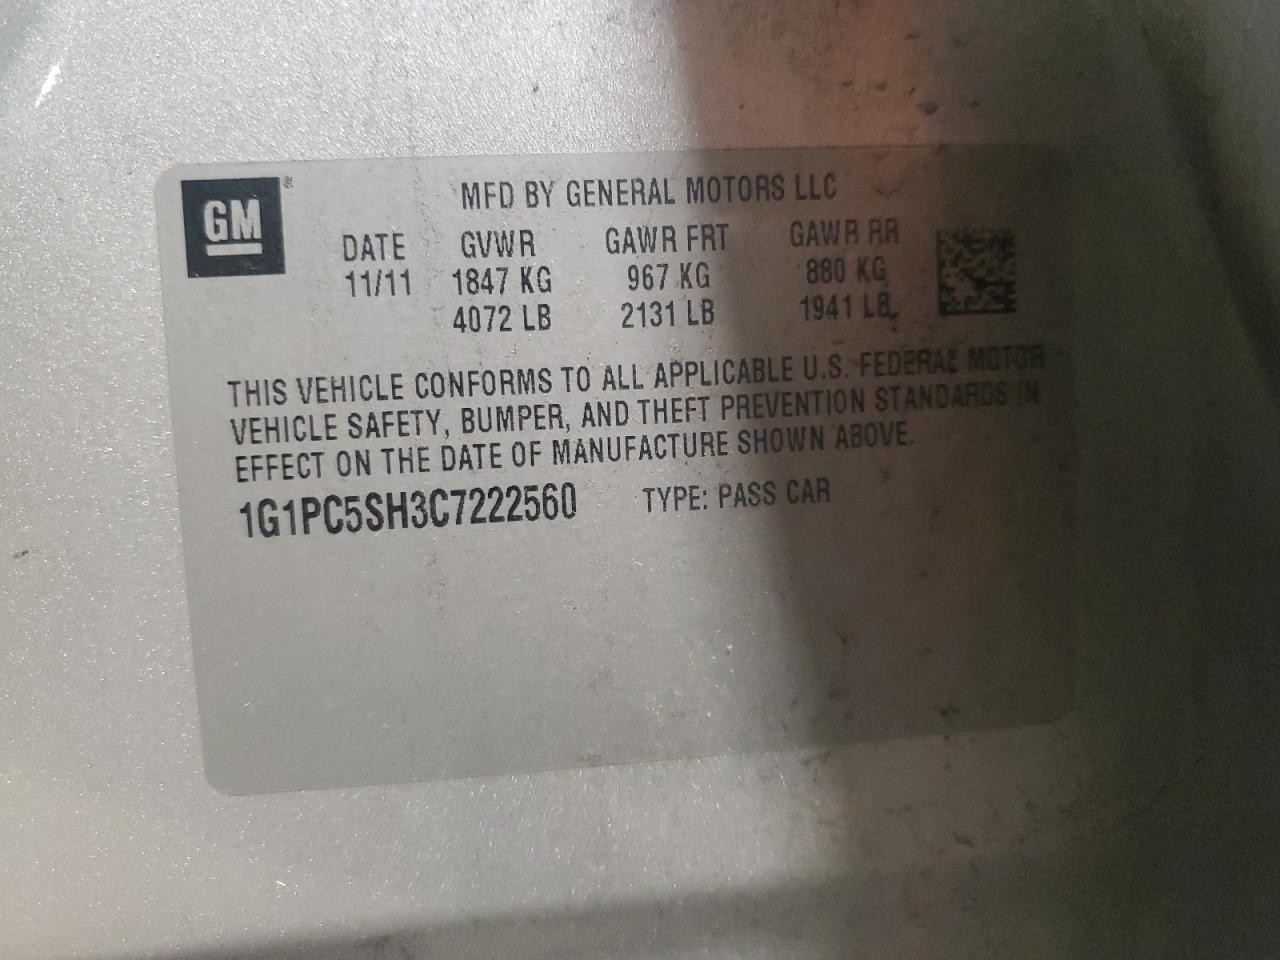 GM ®
MFD BY GENERAL MOTORS LLC
DATE GVWR GAWR FRT GAWR RR
11/11 1847 KG 967 KG 880 KG
4072 LB 2131 LB 1941 LB
THIS VEHICLE CONFORMS TO ALL APPLICABLE U.S. FEDERAL MOTOR
VEHICLE SAFETY, BUMPER, AND THEFT PREVENTION STANDARDS IN
EFFECT ON THE DATE OF MANUFACTURE SHOWN ABOVE.
1G1PC5SH3C7222560 TYPE: PASS CAR